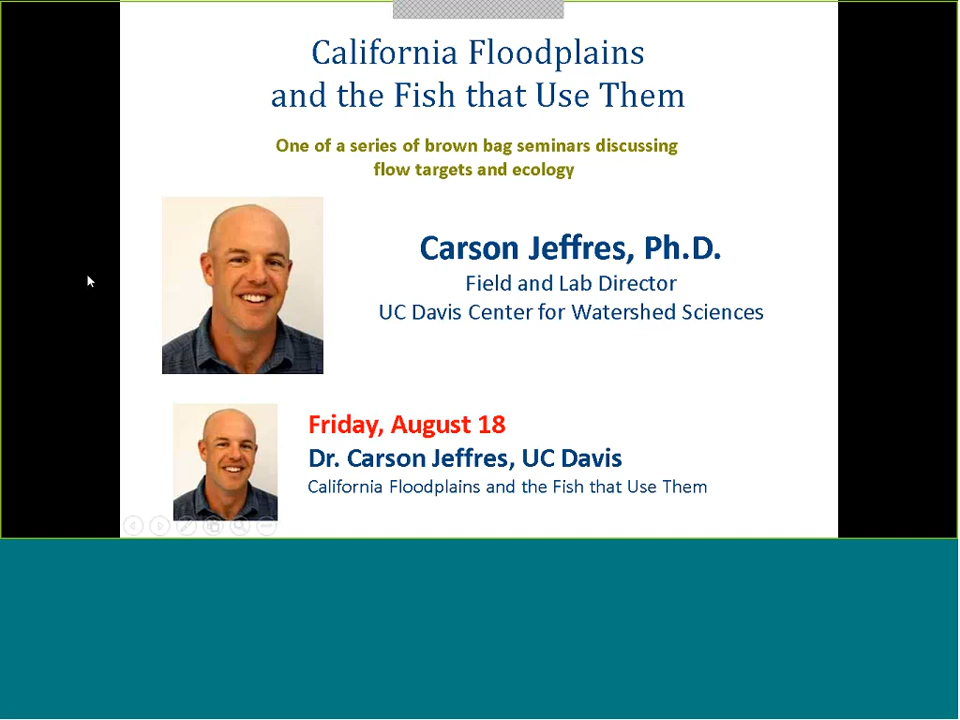 California Floodplains
and the Fish that Use Them
One of a series of brown bag seminars discussing
flow targets and ecology
Carson Jeffres, Ph.D.
Field and Lab Director
UC Davis Center for Watershed Sciences
Friday, August 18
Dr. Carson Jeffres, UC Davis
California Floodplains and the Fish that Use Them